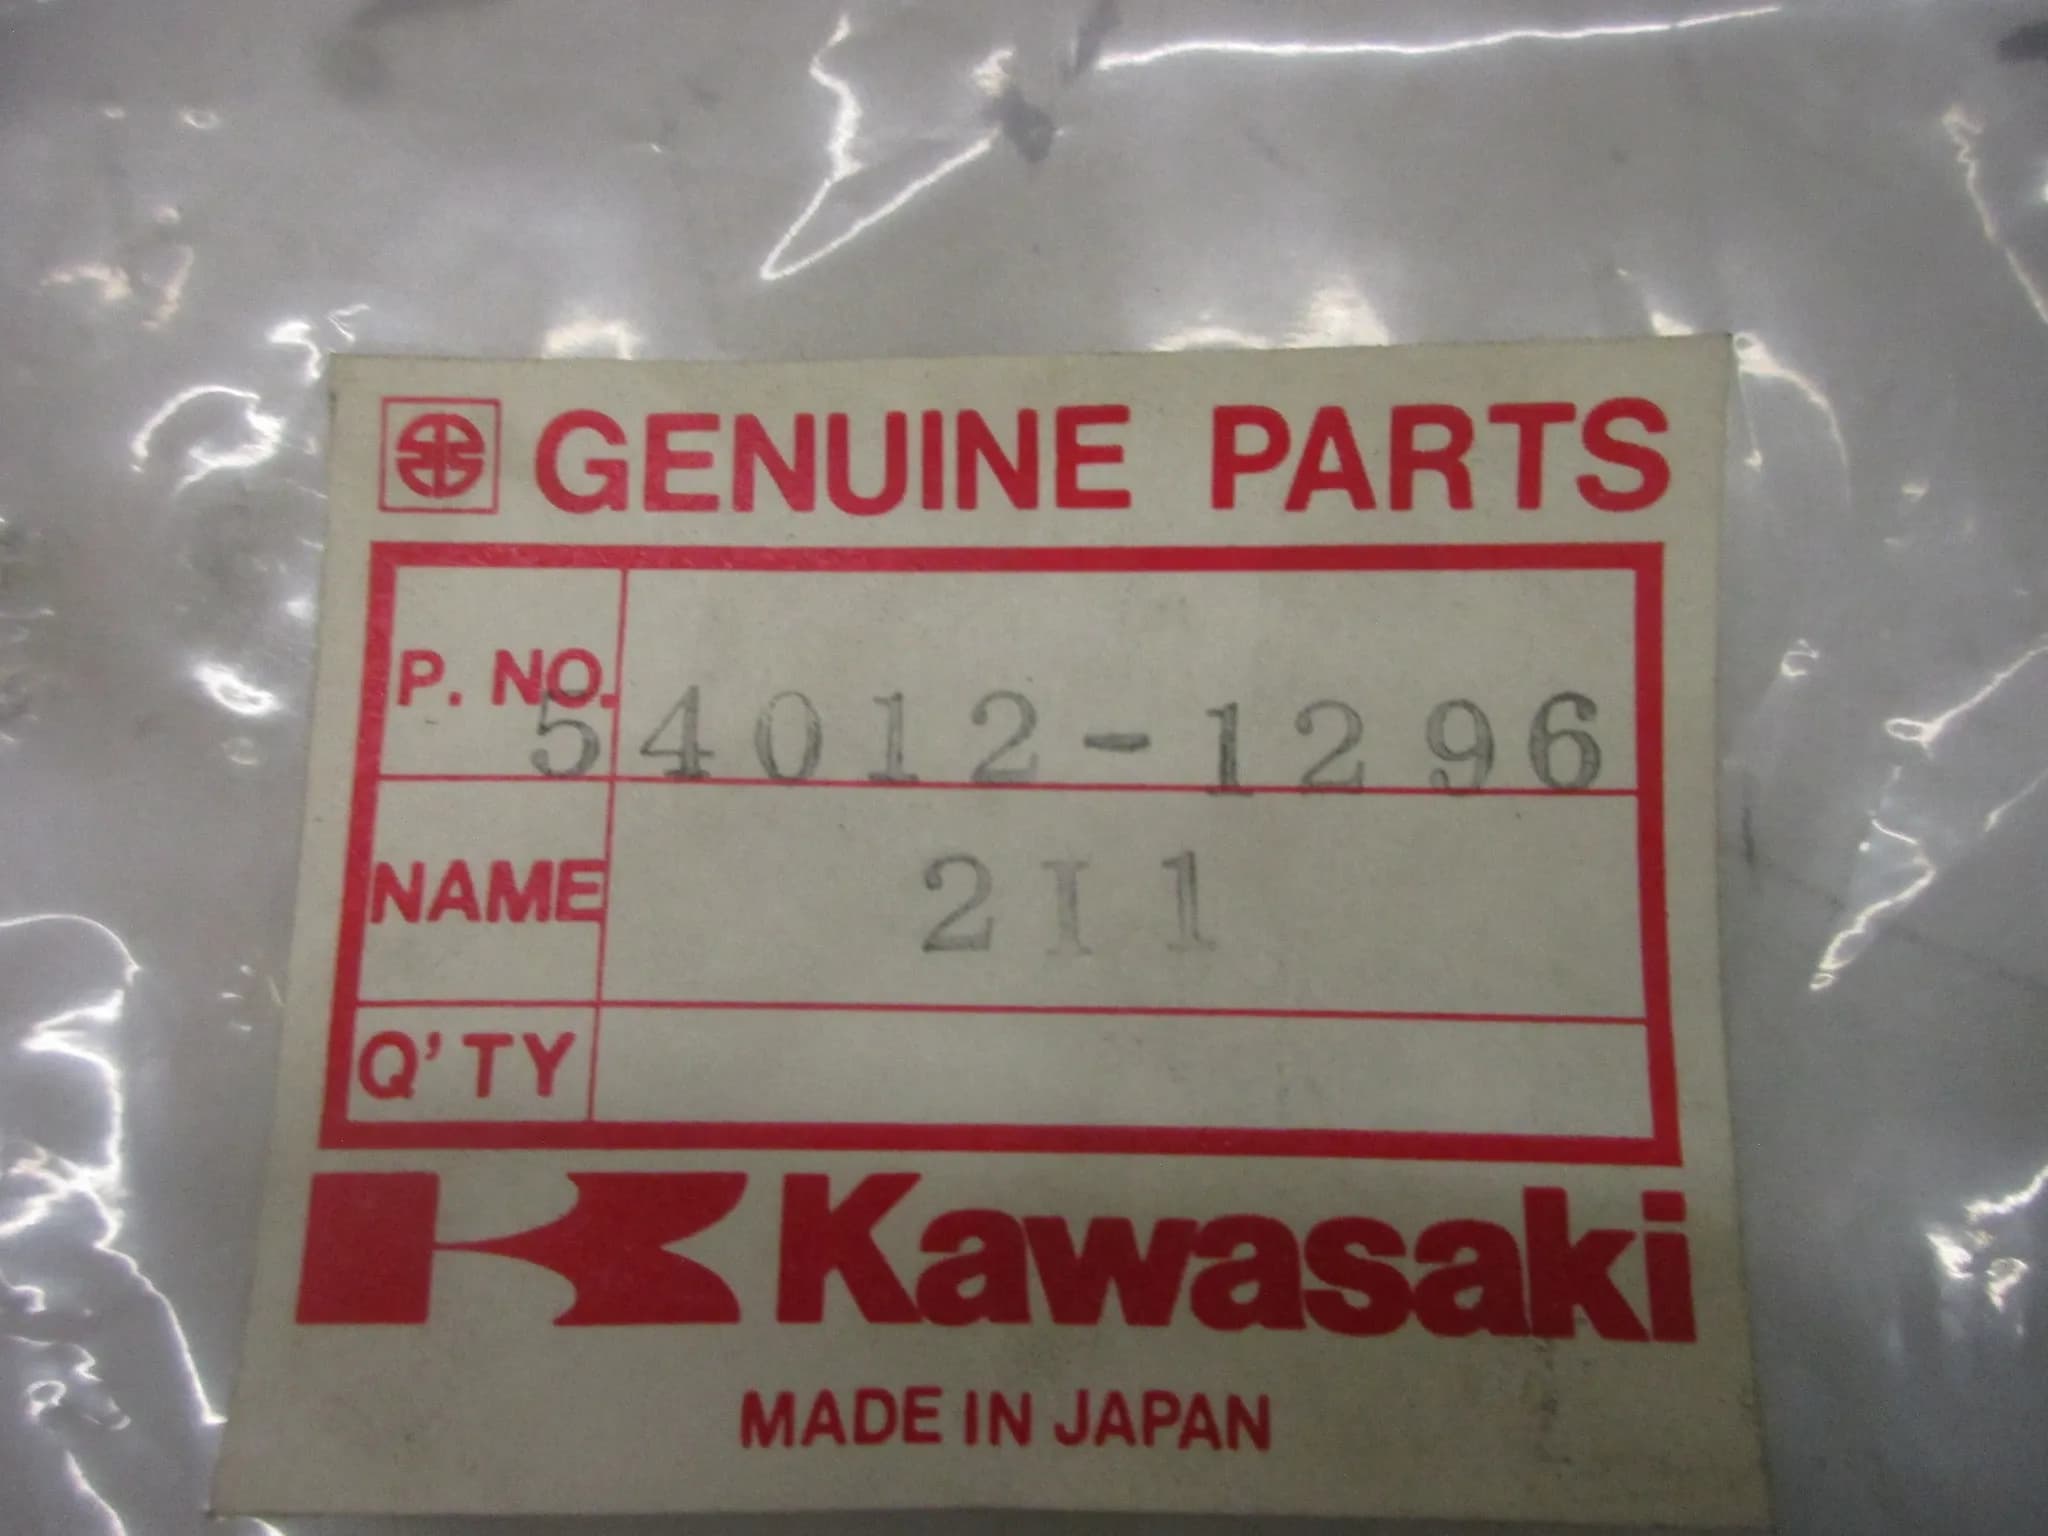 GENUINE PARTS
P. NO. 54012-1296
NAME 2I1
Q'TY
Kawasaki
MADE IN JAPAN